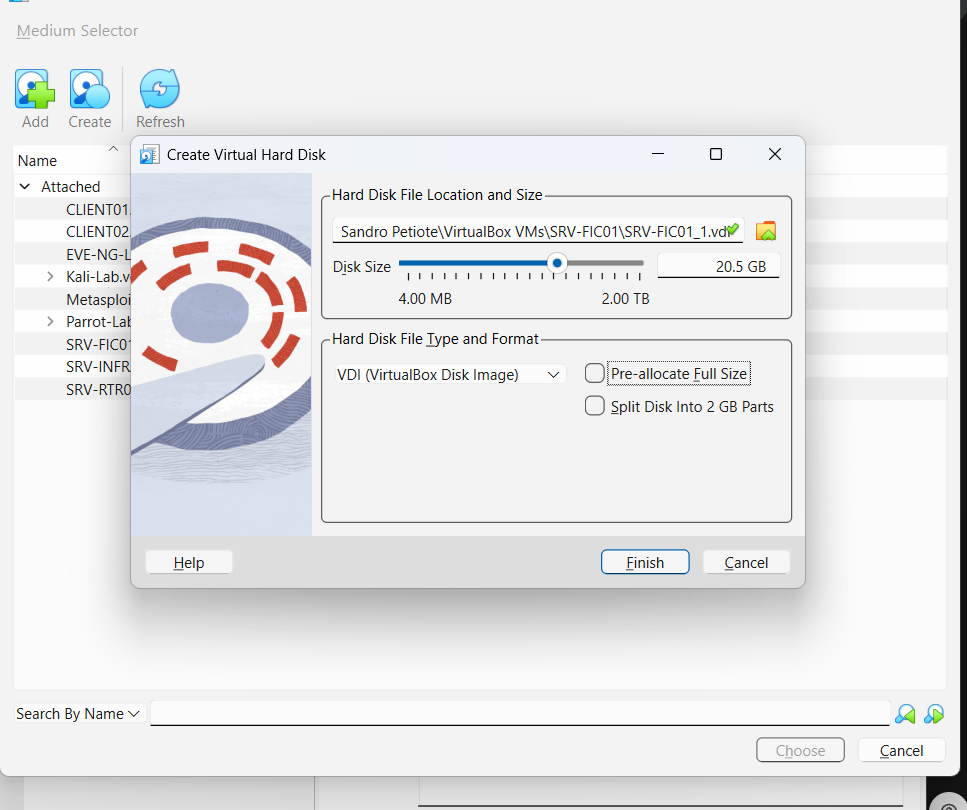 Medium Selector
Add
Create
Refresh
Name
Create Virtual Hard Disk
Attached
CLIENT01.
CLIENT02.
EVE-NG-L
Kali-Lab.v
Metasploi
Parrot-Lab
SRV-FIC01
SRV-INFR
SRV-RTR0
Hard Disk File Location and Size
Sandro Petiote\VirtualBox VMs\SRV-FIC01\SRV-FIC01_1.vdi
Disk Size
20.5 GB
4.00 MB
2.00 TB
Hard Disk File Type and Format
VDI (VirtualBox Disk Image)
Pre-allocate Full Size
Split Disk Into 2 GB Parts
Help
Finish
Cancel
Search By Name
Choose
Cancel